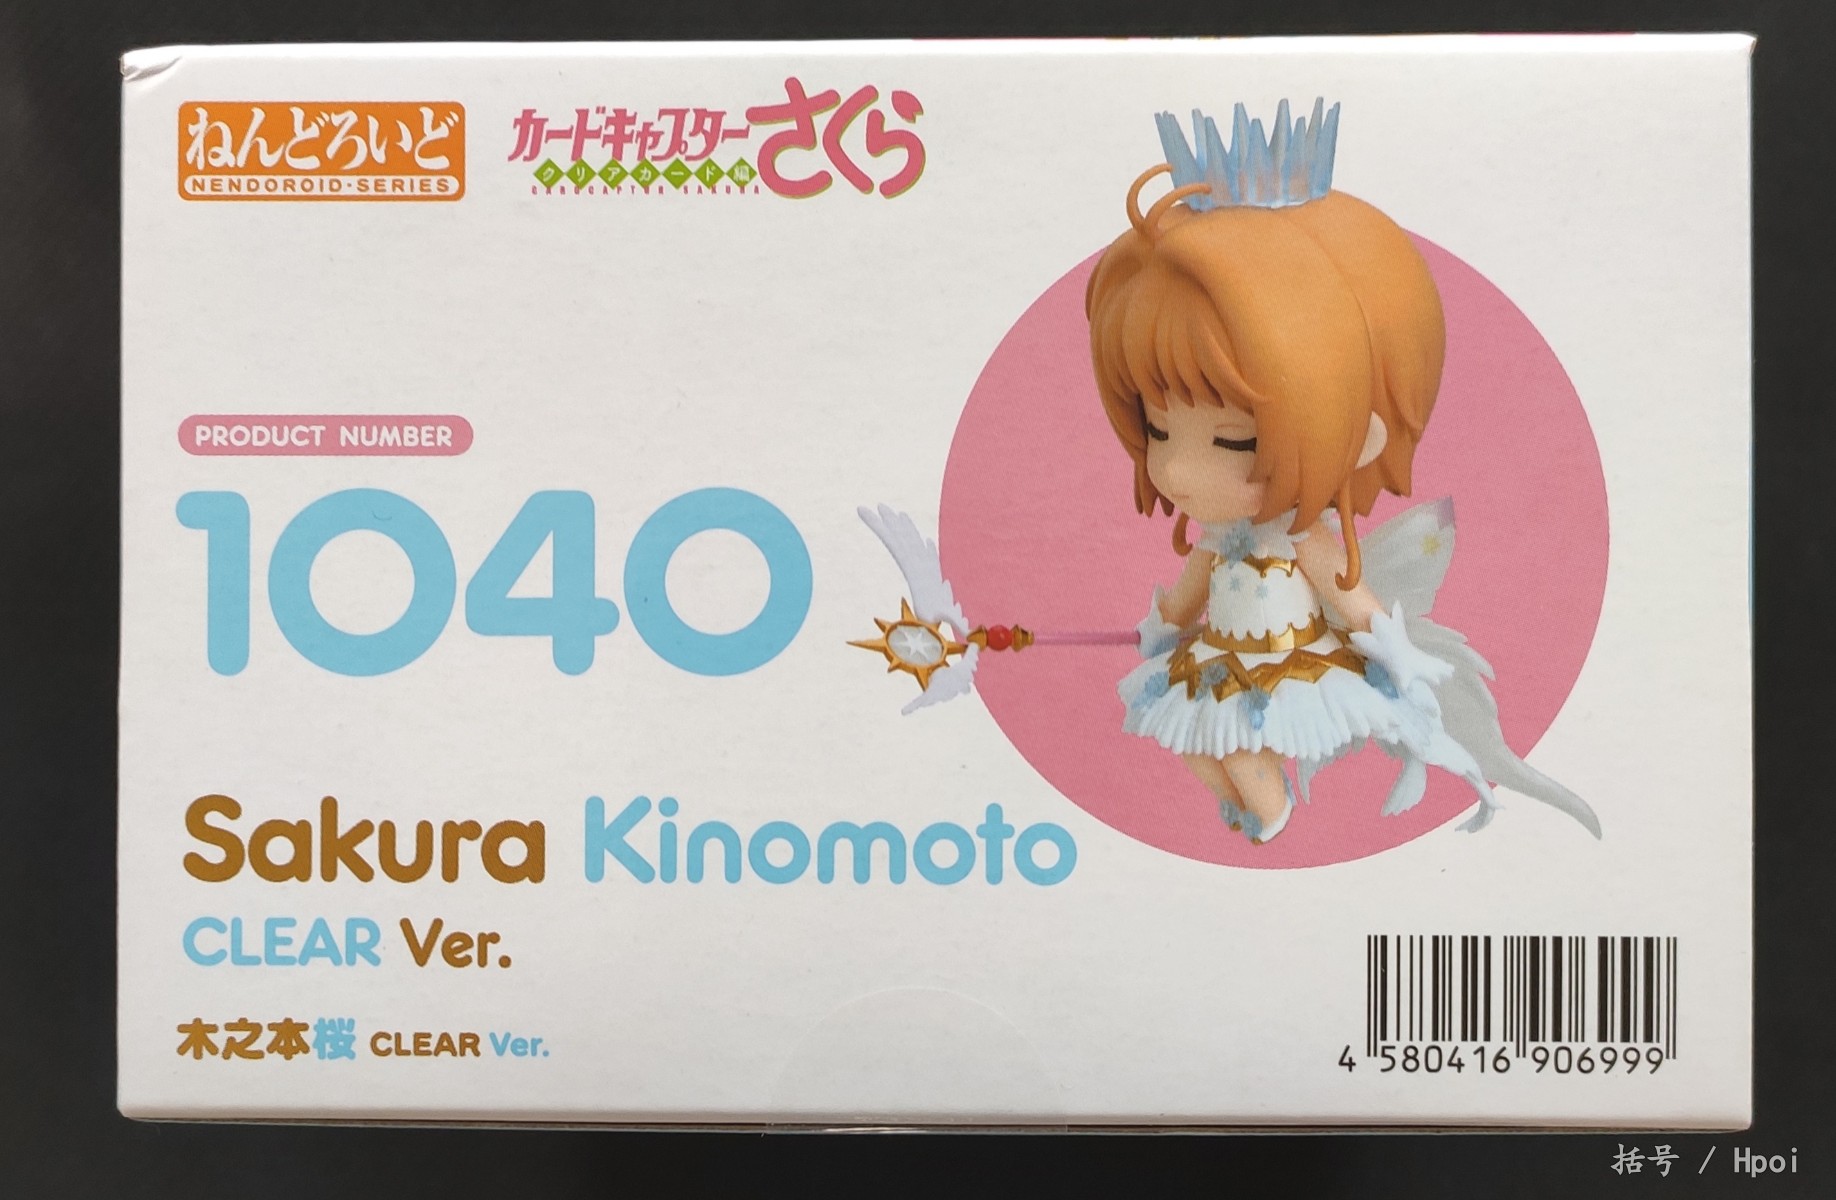 ねんどろいど
NENDOROID·SERIES
カードキャプターさくら
クリアカード編
CARDCAPTOR SAKURA
PRODUCT NUMBER
1040
Sakura Kinomoto
CLEAR Ver.
木之本桜 CLEAR Ver.
4 580416 906999
括号 / Hpoi